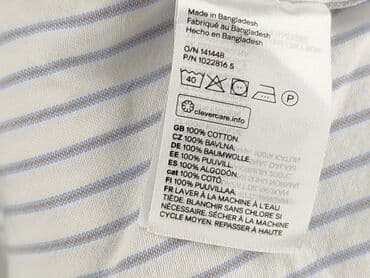 Made in Bangladesh
Fabriqué au Bangladesh
Hecho en Bangladesh
O/N 141448
P/N 1022816 S
40
P
clevercare.info
GB 100% COTTON.
CZ 100% BAVLNA.
DE 100% BAUMWOLLE.
EE 100% PUUVILL.
ES 100% ALGODÓN.
cat 100% COTÓ.
FI 100% PUUVILLAA.
FR LAVER À LA MACHINE À L'EAU
TIÈDE. BLANCHIR SANS CHLORE SI
NÉCESSAIRE. SÉCHER À LA MACHINE
CYCLE MOYEN. REPASSER À HAUTE